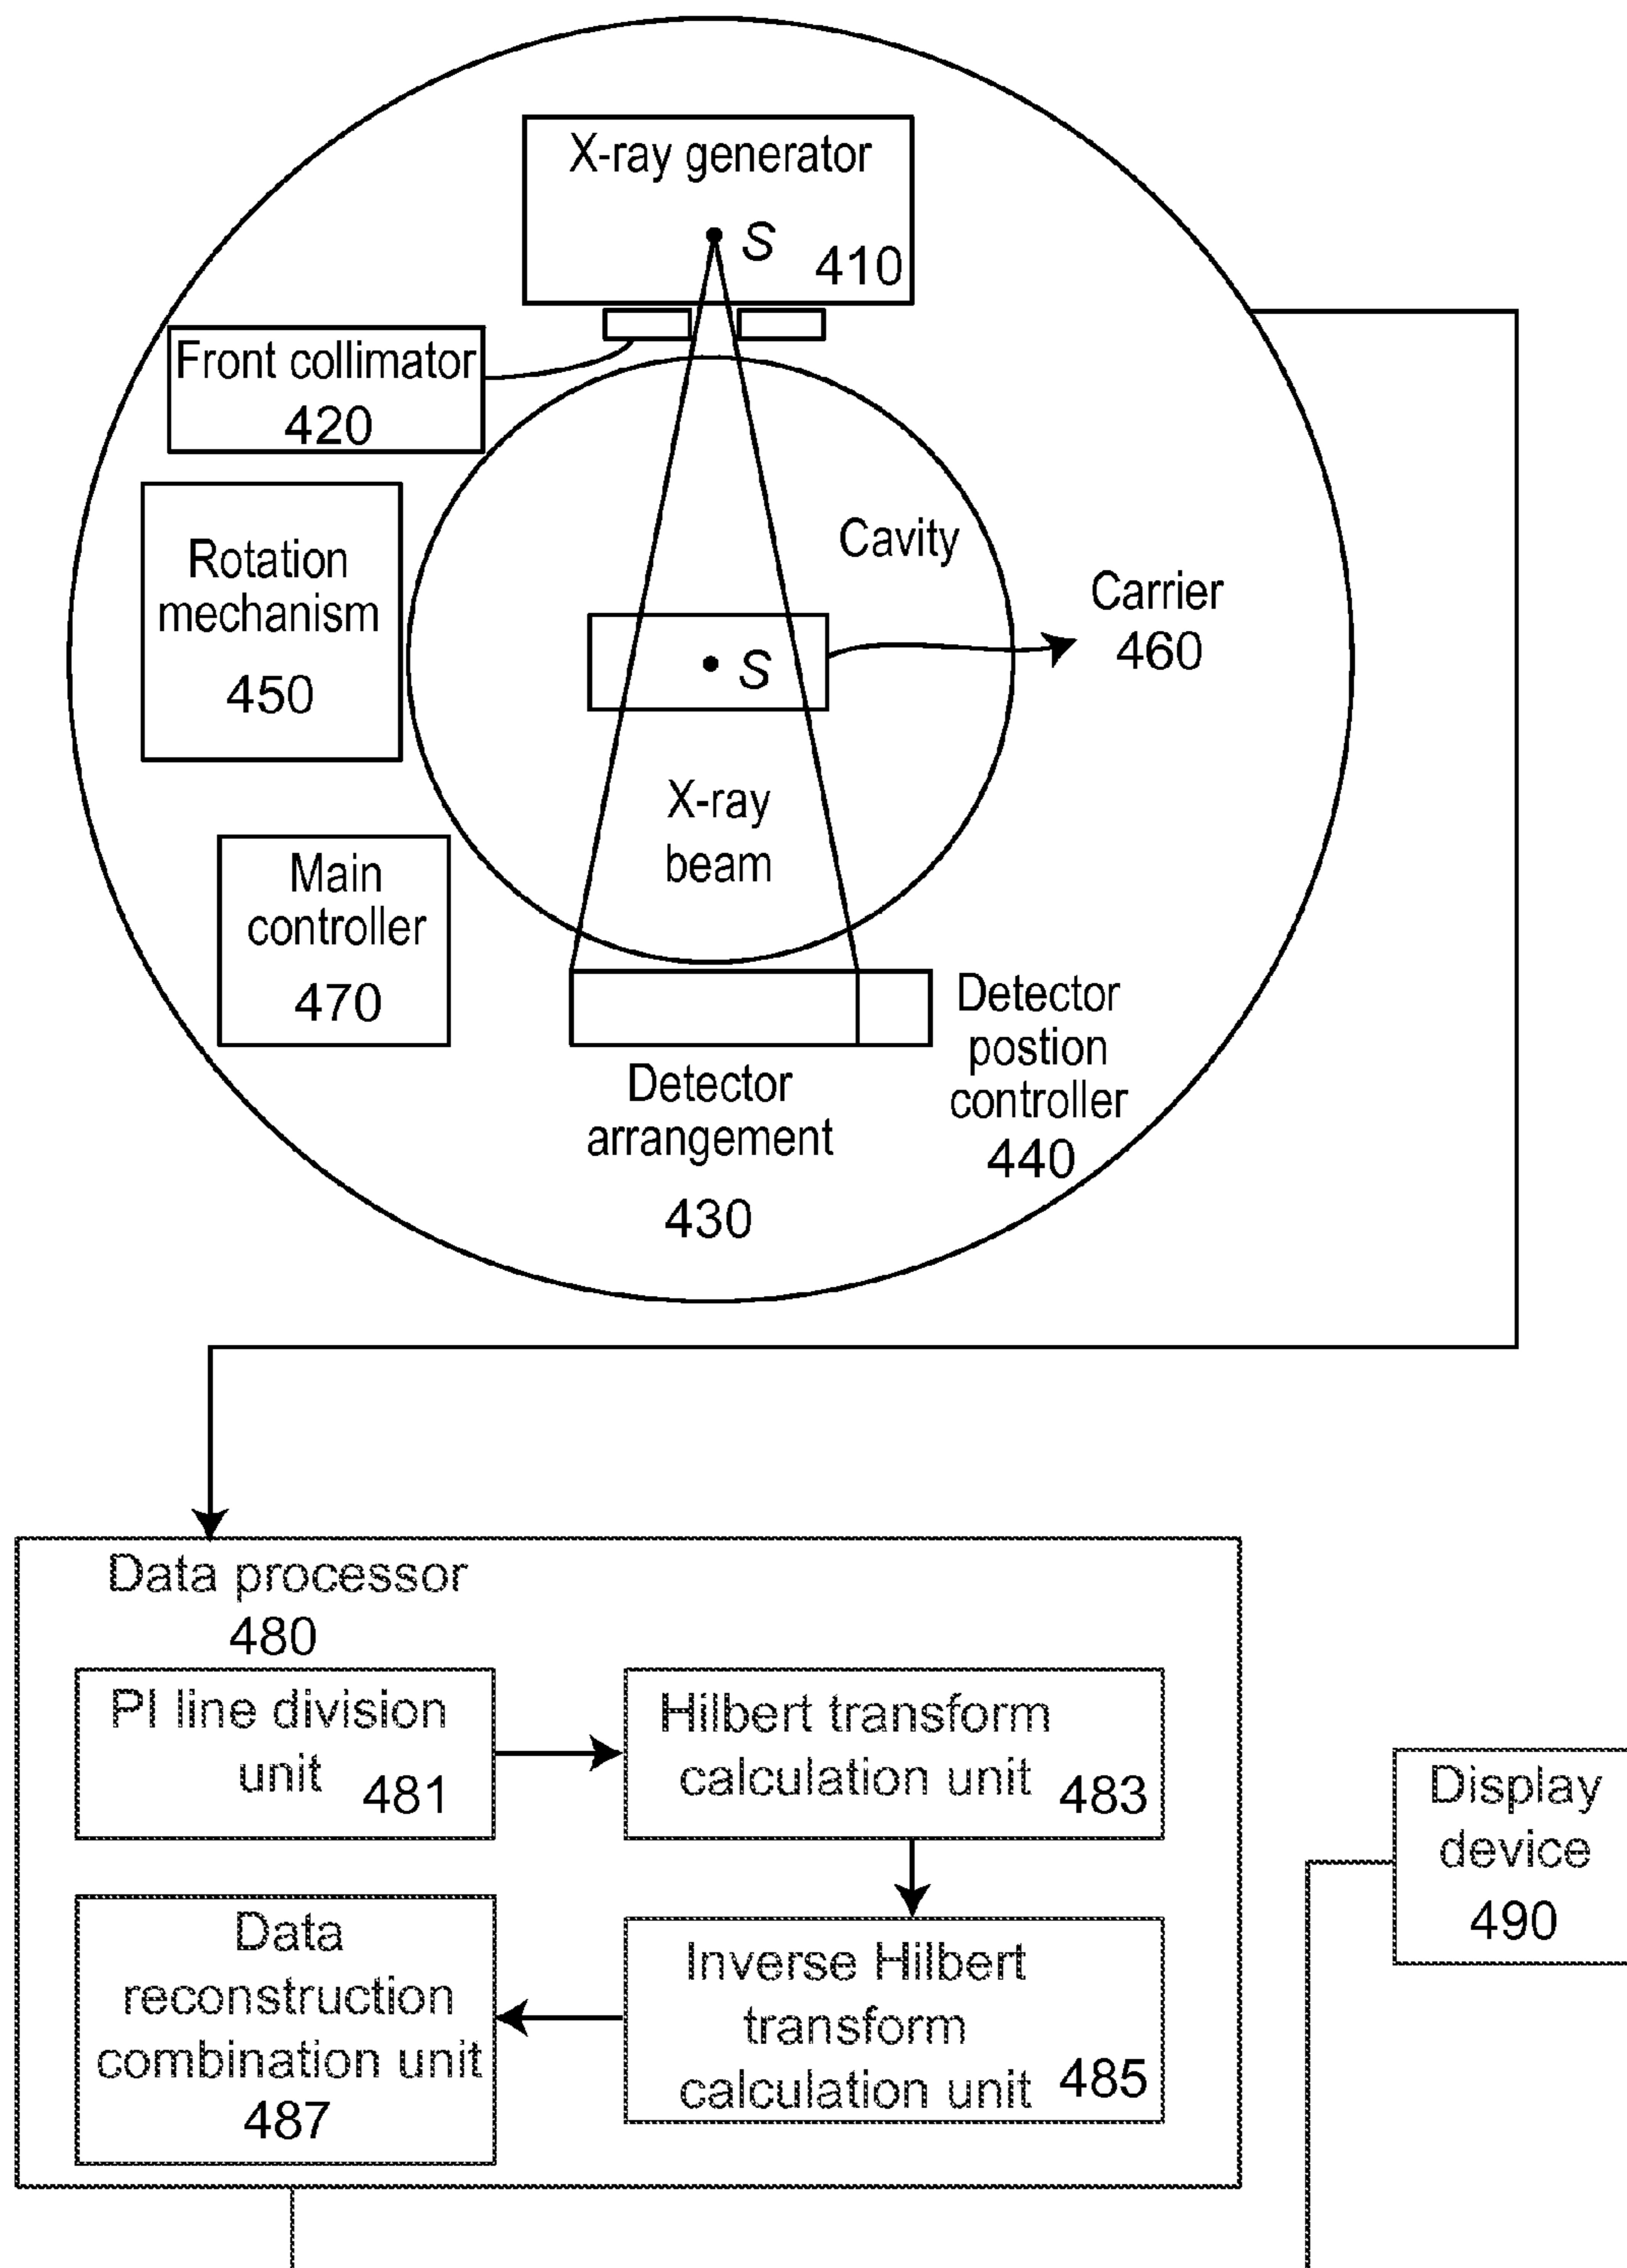 X-ray generator
S
410
Front collimator
420
Rotation
mechanism
450
Cavity
Carrier
460
S
X-ray
beam
Main
controller
470
Detector
postion
controller
440
Detector
arrangement
430
Data processor
480
PI line division
unit
481
Hilbert transform
calculation unit
483
Display
device
490
Data
reconstruction
combination unit
487
Inverse Hilbert
transform
calculation unit
485